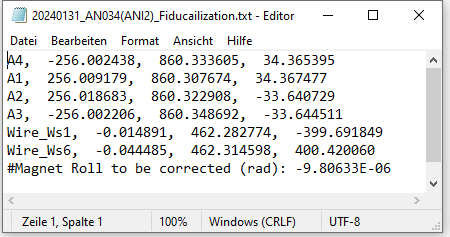 20240131_AN034(ANI2)_Fiducailization.txt - Editor
Datei Bearbeiten Format Ansicht Hilfe
A4, -256.002438, 860.333605, 34.365395
A1, 256.009179, 860.307674, 34.367477
A2, 256.018683, 860.322908, -33.640729
A3, -256.002206, 860.348692, -33.644511
Wire_Ws1, -0.014891, 462.282774, -399.691849
Wire_Ws6, -0.044485, 462.314598, 400.420060
#Magnet Roll to be corrected (rad): -9.80633E-06
Zeile 1, Spalte 1 100% Windows (CRLF) UTF-8